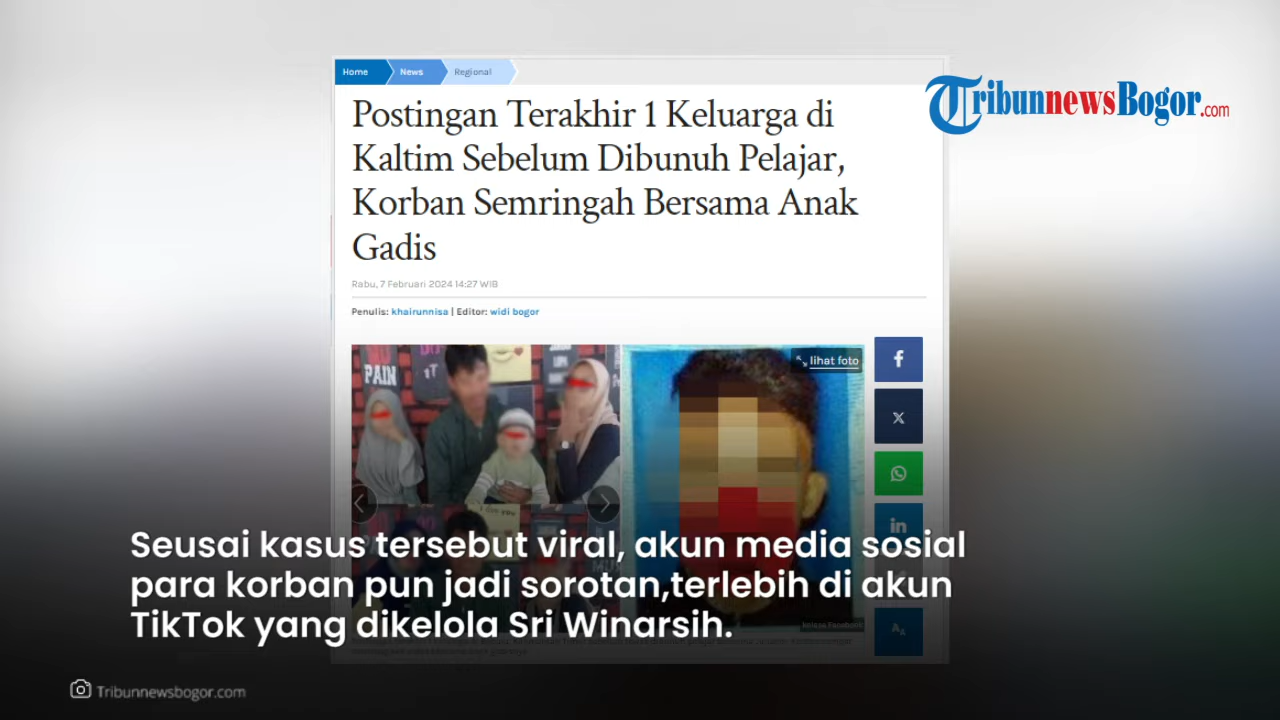 Home News Regional
TribunnewsBogor.com
Postingan Terakhir 1 Keluarga di
Kaltim Sebelum Dibunuh Pelajar,
Korban Semringah Bersama Anak
Gadis
Rabu, 7 Februari 2024 14:27 WIB
Penulis: khairunnisa | Editor: widi bogor
lihat foto
PAIN
Seusai kasus tersebut viral, akun media sosial
para korban pun jadi sorotan,terlebih di akun
TikTok yang dikelola Sri Winarsih.
kolase Facebook
Tribunnewsbogor.com